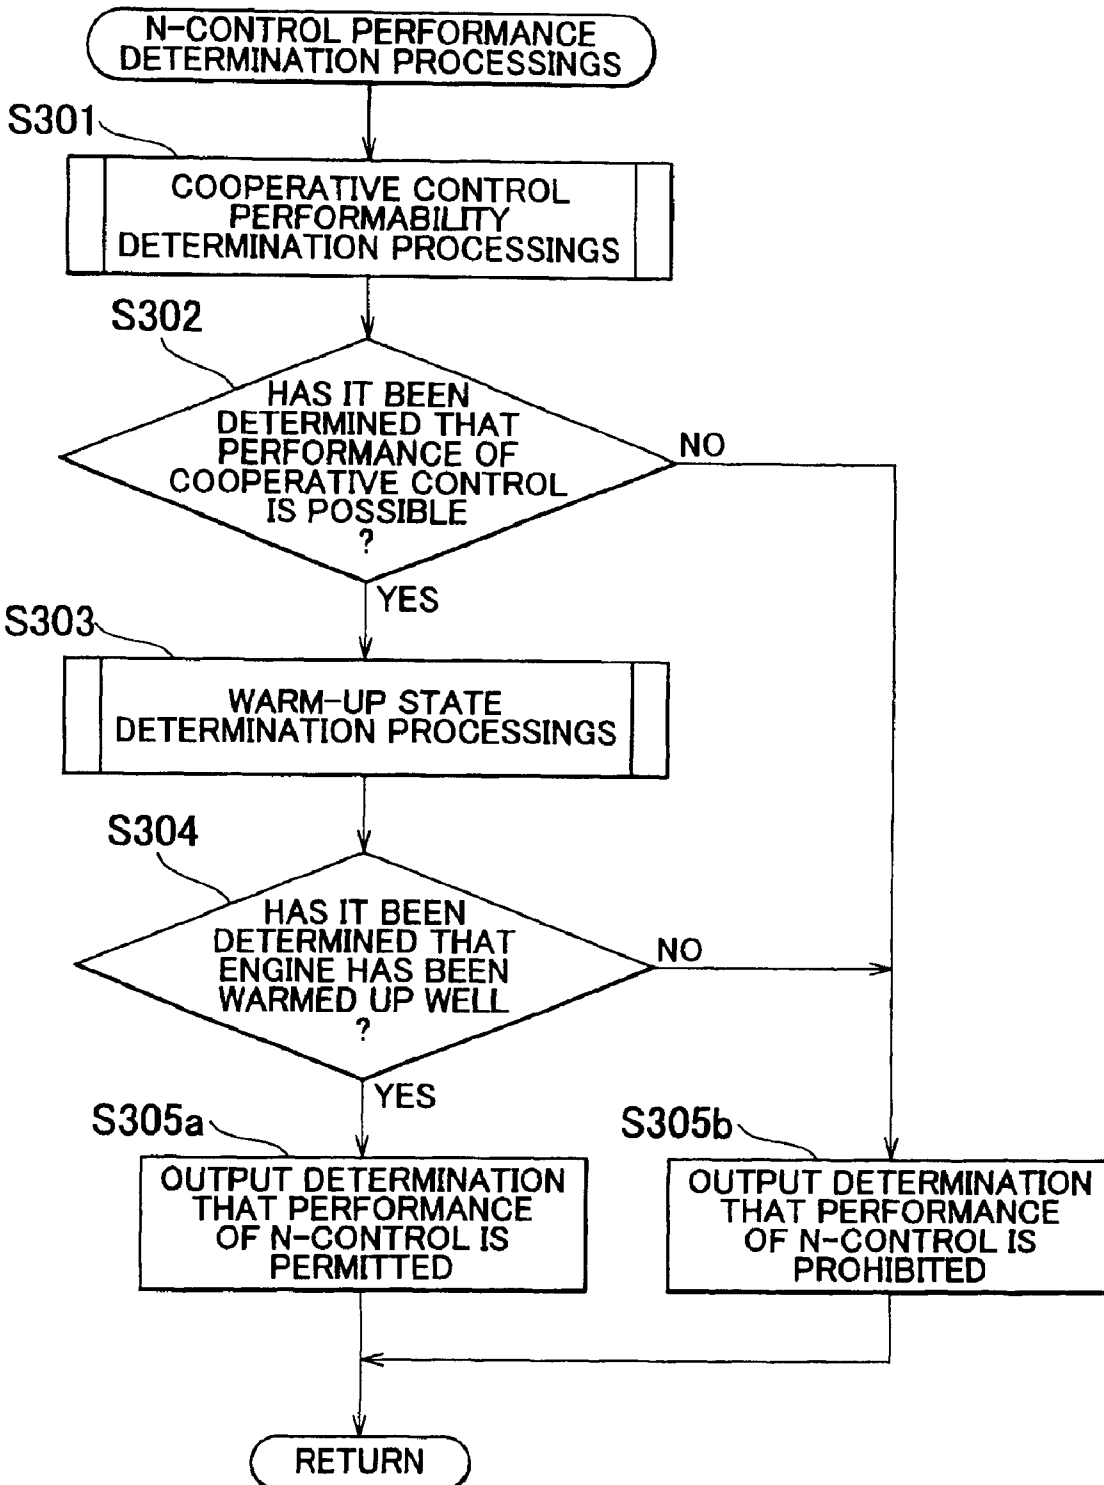 N-CONTROL PERFORMANCE
DETERMINATION PROCESSINGS
S301
COOPERATIVE CONTROL
PERFORMABILITY
DETERMINATION PROCESSINGS
S302
HAS IT BEEN
DETERMINED THAT
PERFORMANCE OF
COOPERATIVE CONTROL
IS POSSIBLE
?
NO
YES
S303
WARM-UP STATE
DETERMINATION PROCESSINGS
S304
HAS IT BEEN
DETERMINED THAT
ENGINE HAS BEEN
WARMED UP WELL
?
NO
YES
S305a
OUTPUT DETERMINATION
THAT PERFORMANCE
OF N-CONTROL IS
PERMITTED
S305b
OUTPUT DETERMINATION
THAT PERFORMANCE
OF N-CONTROL IS
PROHIBITED
RETURN